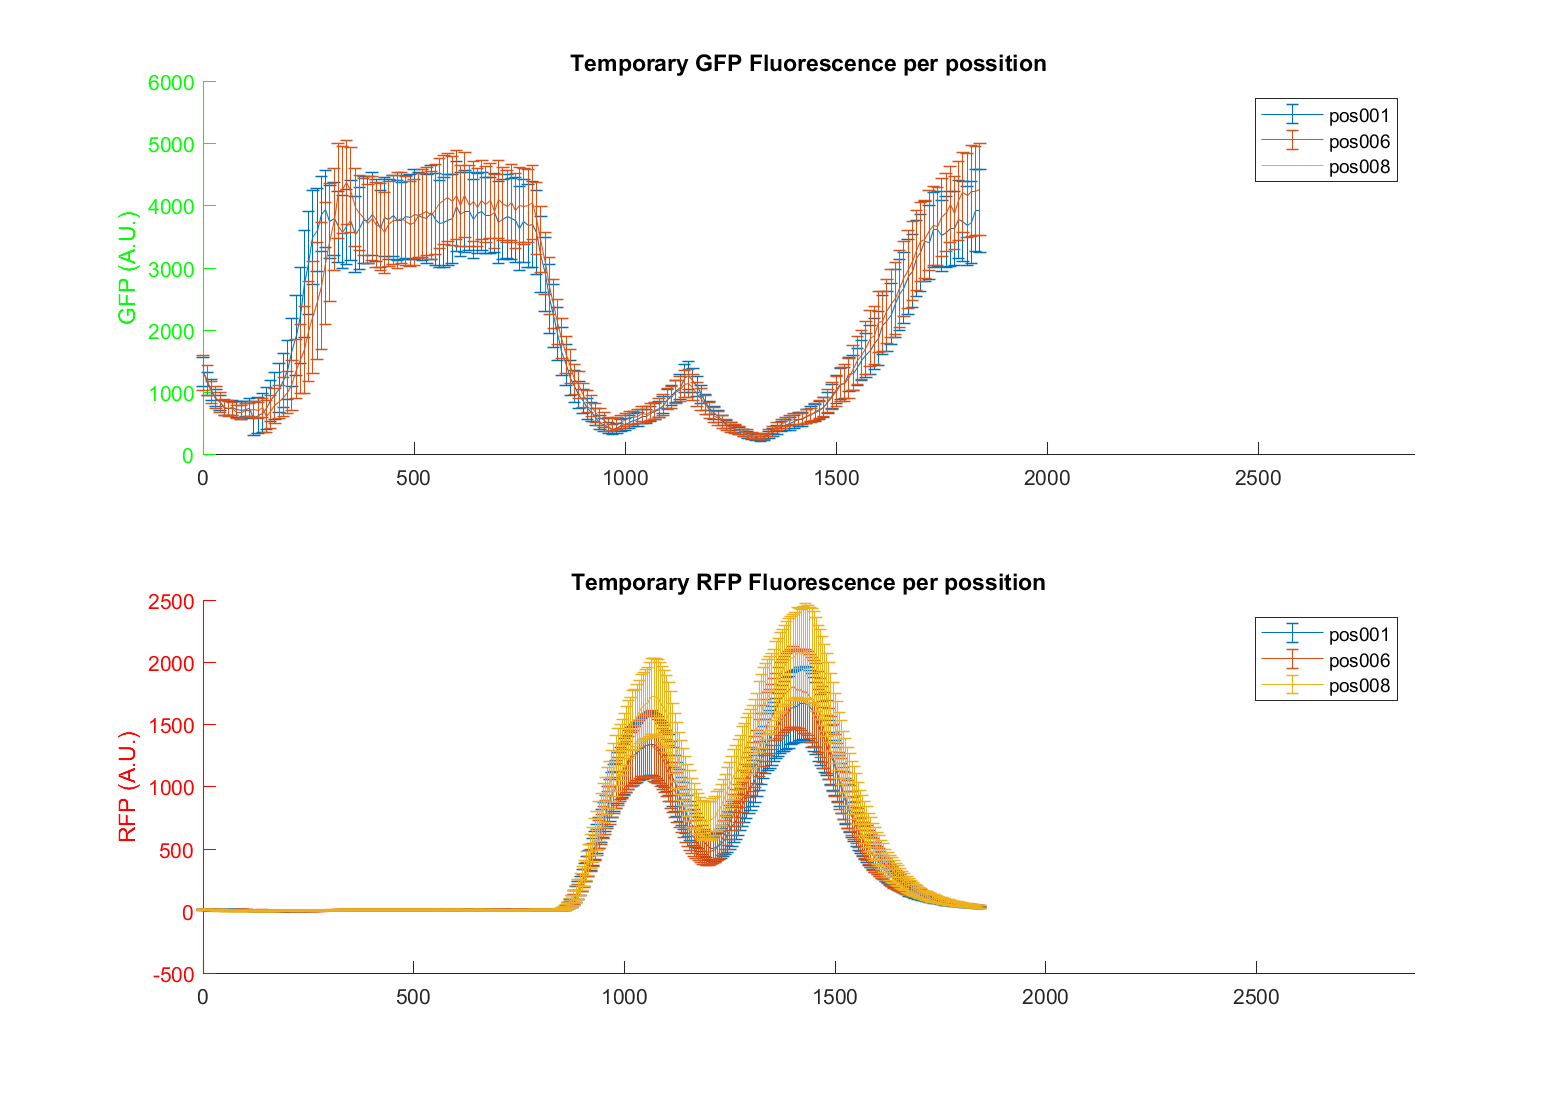 Temporary GFP Fluorescence per possition
6000
5000
4000
3000
2000
1000
0
GFP (A.U.)
0 500 1000 1500 2000 2500
pos001
pos006
pos008
Temporary RFP Fluorescence per possition
2500
2000
1500
1000
500
0
-500
RFP (A.U.)
0 500 1000 1500 2000 2500
pos001
pos006
pos008